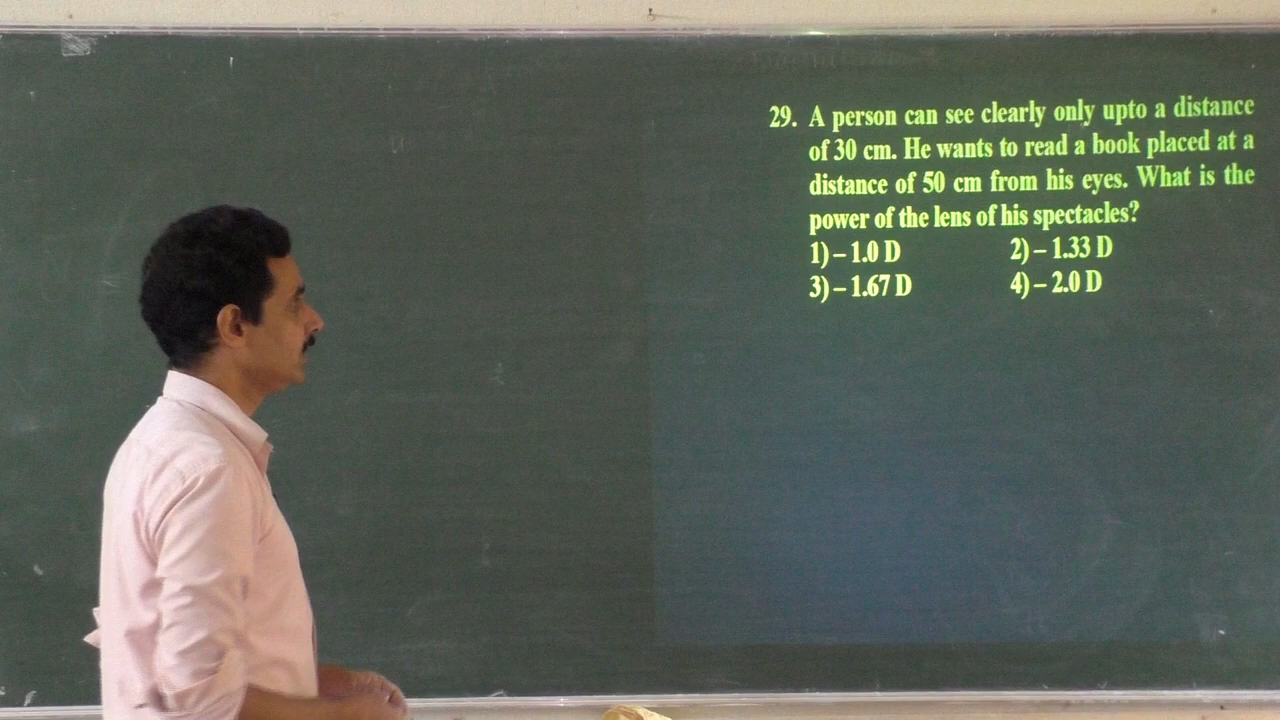 29. A person can see clearly only upto a distance
of 30 cm. He wants to read a book placed at a
distance of 50 cm from his eyes. What is the
power of the lens of his spectacles?
1) – 1.0 D 2) – 1.33 D
3) – 1.67 D 4) – 2.0 D